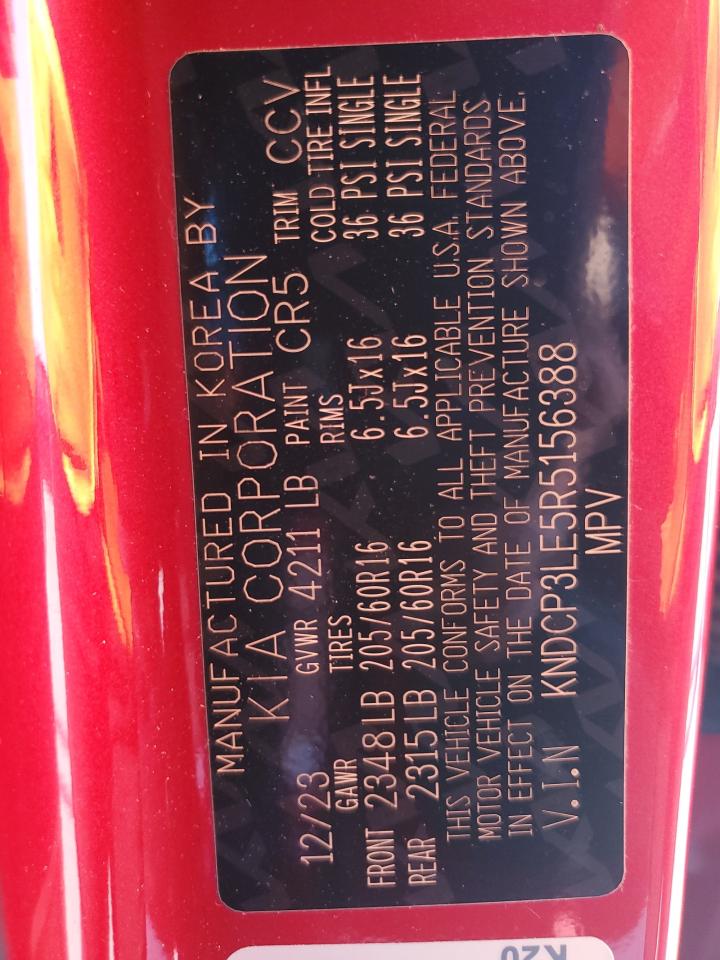 MANUFACTURED IN KOREA BY
KIA CORPORATION
12/23 GVWR 4211 LB PAINT CR5 TRIM CCV
GAWR TIRES RIMS COLD TIRE INFL
FRONT 2348LB 205/60R16 6.5Jx16 36 PSI SINGLE
REAR 2315LB 205/60R16 6.5Jx16 36 PSI SINGLE
THIS VEHICLE CONFORMS TO ALL APPLICABLE U.S.A. FEDERAL
MOTOR VEHICLE SAFETY AND THEFT PREVENTION STANDARDS
IN EFFECT ON THE DATE OF MANUFACTURE SHOWN ABOVE.
V.I.N KNDCP3LE5R5156388
MPV
K20